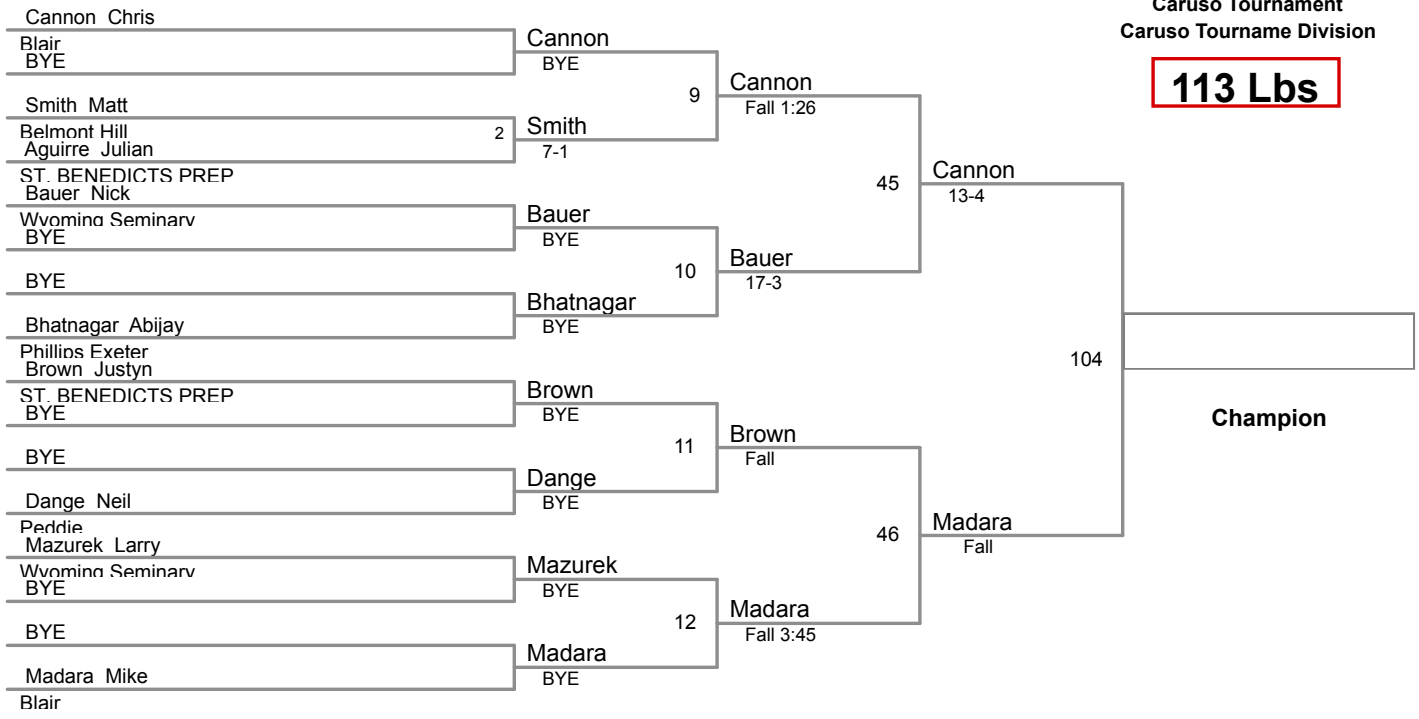 Caruso Tournament
Caruso Tourname Division
113 Lbs
Cannon Chris
Blair
BYE
Smith Matt
Belmont Hill
Aguirre Julian
ST. BENEDICTS PREP
Bauer Nick
Wyoming Seminary
BYE
BYE
Bhatnagar Abijay
Phillips Exeter
Brown Justyn
ST. BENEDICTS PREP
BYE
BYE
Dange Neil
Peddie
Mazurek Larry
Wyoming Seminary
BYE
BYE
Madara Mike
Blair
Cannon
BYE
2
Smith
7-1
Bauer
BYE
Bhatnagar
BYE
Brown
BYE
Dange
BYE
Mazurek
BYE
Madara
BYE
9
Cannon
Fall 1:26
10
Bauer
17-3
11
Brown
Fall
12
Madara
Fall 3:45
45
Cannon
13-4
46
Madara
Fall
104
Champion